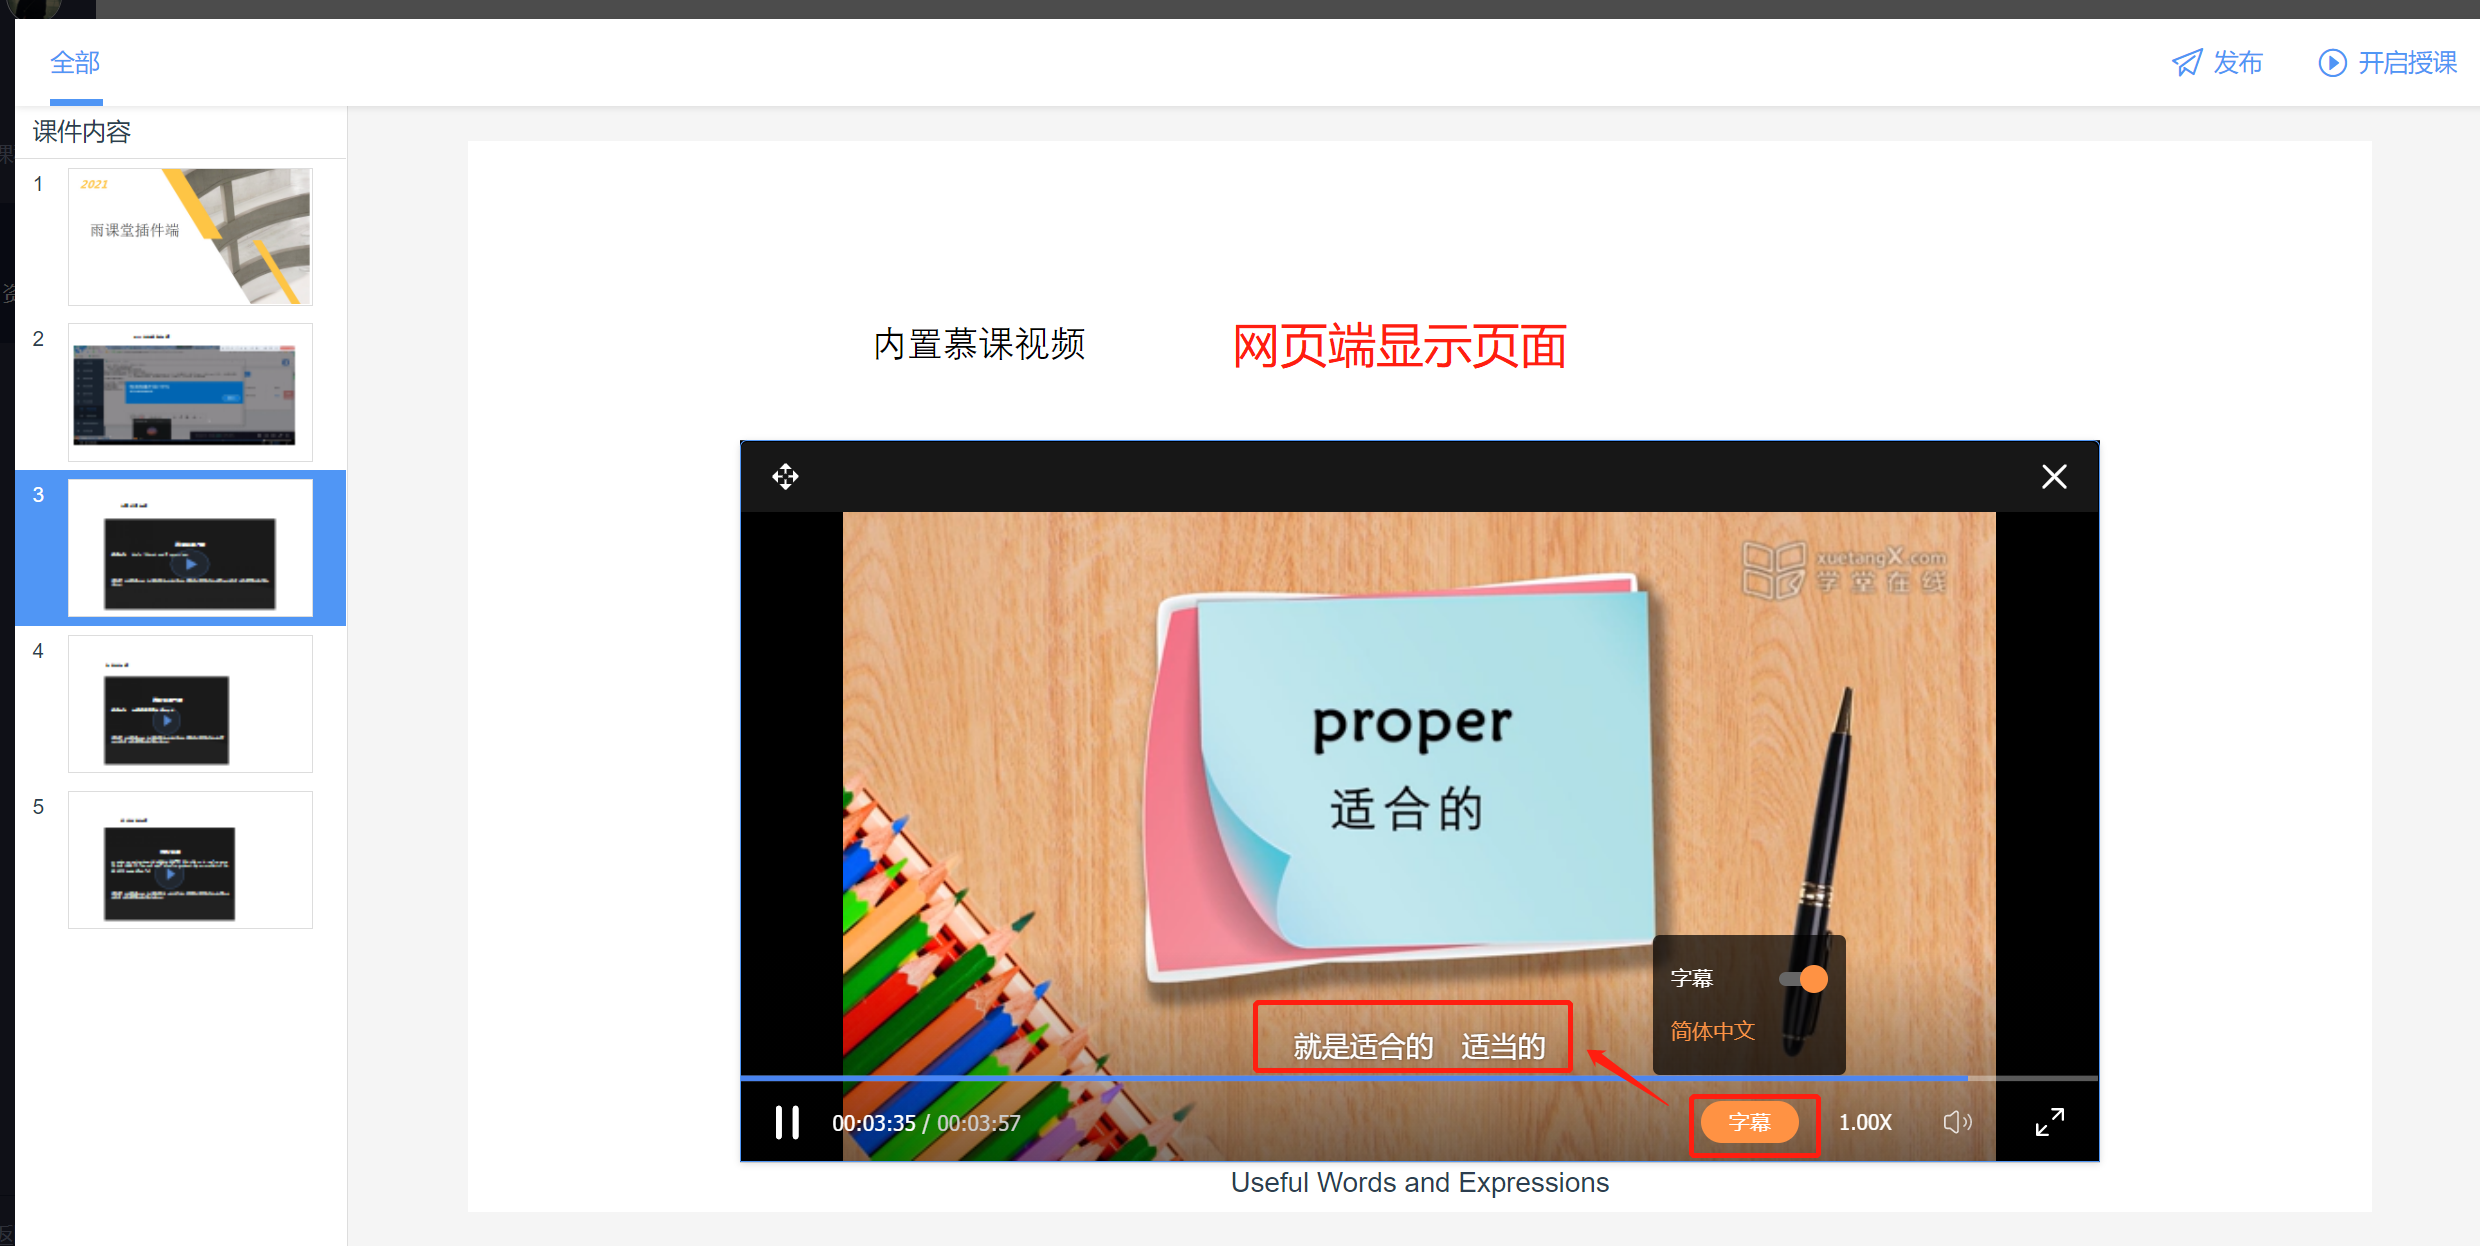 全部
发布
开启授课
课件内容
1
2021
雨课堂插件端
2
3
4
5
内置慕课视频
网页端显示页面
xuetangX.com
学堂在线
proper
适合的
字幕
简体中文
就是适合的 适当的
00:03:35 / 00:03:57
字幕
1.00X
Useful Words and Expressions